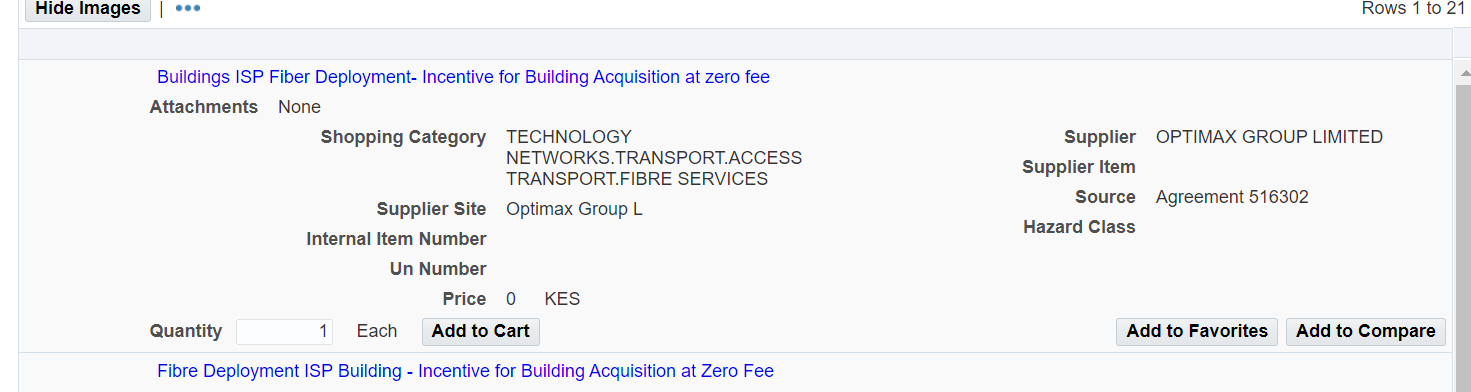 Hide Images | Rows 1 to 21
Buildings ISP Fiber Deployment- Incentive for Building Acquisition at zero fee
Attachments None
Shopping Category TECHNOLOGY
NETWORKS.TRANSPORT.ACCESS
TRANSPORT.FIBRE SERVICES
Supplier Site Optimax Group L
Internal Item Number
Un Number
Price 0 KES
Supplier OPTIMAX GROUP LIMITED
Supplier Item
Source Agreement 516302
Hazard Class
Quantity 1 Each Add to Cart Add to Favorites Add to Compare
Fibre Deployment ISP Building - Incentive for Building Acquisition at Zero Fee